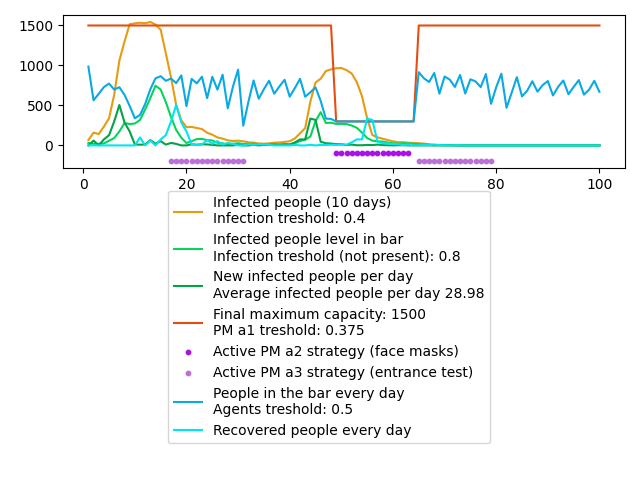 1500
1000
500
0
0
20
40
60
80
100
Infected people (10 days)
Infection treshold: 0.4
Infected people level in bar
Infection treshold (not present): 0.8
New infected people per day
Average infected people per day 28.98
Final maximum capacity: 1500
PM a1 treshold: 0.375
Active PM a2 strategy (face masks)
Active PM a3 strategy (entrance test)
People in the bar every day
Agents treshold: 0.5
Recovered people every day